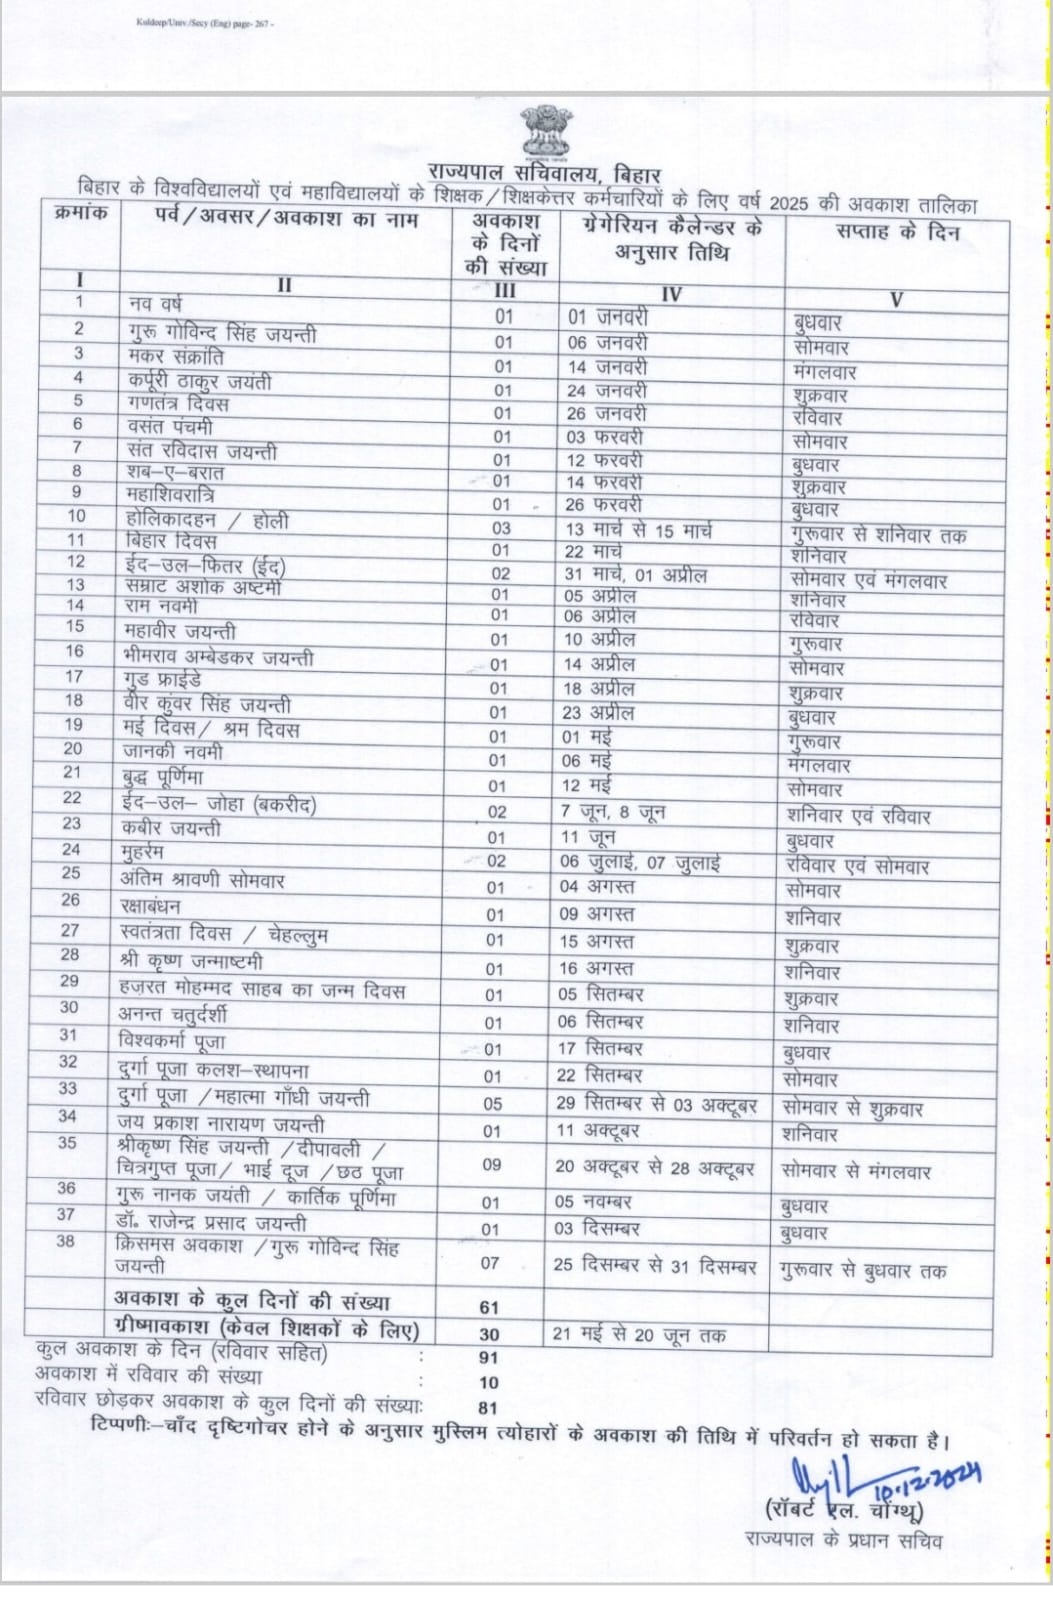 Kuldeep/Univ./Secy (Eng) page- 267 -
राज्यपाल सचिवालय, बिहार
बिहार के विश्वविद्यालयों एवं महाविद्यालयों के शिक्षक/शिक्षकेत्तर कर्मचारियों के लिए वर्ष 2025 की अवकाश तालिका
क्रमांक पर्व/अवसर/अवकाश का नाम अवकाश के दिनों की संख्या ग्रेगेरियन कैलेन्डर के अनुसार तिथि सप्ताह के दिन
I II III IV V
1 नव वर्ष 01 01 जनवरी बुधवार
2 गुरू गोविन्द सिंह जयन्ती 01 06 जनवरी सोमवार
3 मकर संक्रांति 01 14 जनवरी मंगलवार
4 कर्पूरी ठाकुर जयंती 01 24 जनवरी शुक्रवार
5 गणतंत्र दिवस 01 26 जनवरी रविवार
6 वसंत पंचमी 01 03 फरवरी सोमवार
7 संत रविदास जयन्ती 01 12 फरवरी बुधवार
8 शब-ए-बरात 01 14 फरवरी शुक्रवार
9 महाशिवरात्रि 01 26 फरवरी बुधवार
10 होलिकादहन / होली 03 13 मार्च से 15 मार्च गुरूवार से शनिवार तक
11 बिहार दिवस 01 22 मार्च शनिवार
12 ईद-उल-फितर (ईद) 02 31 मार्च, 01 अप्रील सोमवार एवं मंगलवार
13 सम्राट अशोक अष्टमी 01 05 अप्रील शनिवार
14 राम नवमी 01 06 अप्रील रविवार
15 महावीर जयन्ती 01 10 अप्रील गुरूवार
16 भीमराव अम्बेडकर जयन्ती 01 14 अप्रील सोमवार
17 गुड फ्राईडे 01 18 अप्रील शुक्रवार
18 वीर कुंवर सिंह जयन्ती 01 23 अप्रील बुधवार
19 मई दिवस/ श्रम दिवस 01 01 मई गुरूवार
20 जानकी नवमी 01 06 मई मंगलवार
21 बुद्ध पूर्णिमा 01 12 मई सोमवार
22 ईद-उल- जोहा (बकरीद) 02 7 जून, 8 जून शनिवार एवं रविवार
23 कबीर जयन्ती 01 11 जून बुधवार
24 मुहर्रम 02 06 जुलाई, 07 जुलाई रविवार एवं सोमवार
25 अंतिम श्रावणी सोमवार 01 04 अगस्त सोमवार
26 रक्षाबंधन 01 09 अगस्त शनिवार
27 स्वतंत्रता दिवस / चेहल्लुम 01 15 अगस्त शुक्रवार
28 श्री कृष्ण जन्माष्टमी 01 16 अगस्त शनिवार
29 हज़रत मोहम्मद साहब का जन्म दिवस 01 05 सितम्बर शुक्रवार
30 अनन्त चतुर्दर्शी 01 06 सितम्बर शनिवार
31 विश्वकर्मा पूजा 01 17 सितम्बर बुधवार
32 दुर्गा पूजा कलश-स्थापना 01 22 सितम्बर सोमवार
33 दुर्गा पूजा /महात्मा गाँधी जयन्ती 05 29 सितम्बर से 03 अक्टूबर सोमवार से शुक्रवार
34 जय प्रकाश नारायण जयन्ती 01 11 अक्टूबर शनिवार
35 श्रीकृष्ण सिंह जयन्ती /दीपावली /
चित्रगुप्त पूजा/ भाई दूज /छठ पूजा 09 20 अक्टूबर से 28 अक्टूबर सोमवार से मंगलवार
36 गुरू नानक जयंती / कार्तिक पूर्णिमा 01 05 नवम्बर बुधवार
37 डॉ. राजेन्द्र प्रसाद जयन्ती 01 03 दिसम्बर बुधवार
38 क्रिसमस अवकाश /गुरू गोविन्द सिंह
जयन्ती 07 25 दिसम्बर से 31 दिसम्बर गुरूवार से बुधवार तक
अवकाश के कुल दिनों की संख्या 61
ग्रीष्मावकाश (केवल शिक्षकों के लिए) 30 21 मई से 20 जून तक
कुल अवकाश के दिन (रविवार सहित) : 91
अवकाश में रविवार की संख्या : 10
रविवार छोड़कर अवकाश के कुल दिनों की संख्याः 81
टिप्पणीः-चाँद दृष्टिगोचर होने के अनुसार मुस्लिम त्योहारों के अवकाश की तिथि में परिवर्तन हो सकता है।
10.12.2024
(रॉबर्ट एल. चोंग्थू)
राज्यपाल के प्रधान सचिव